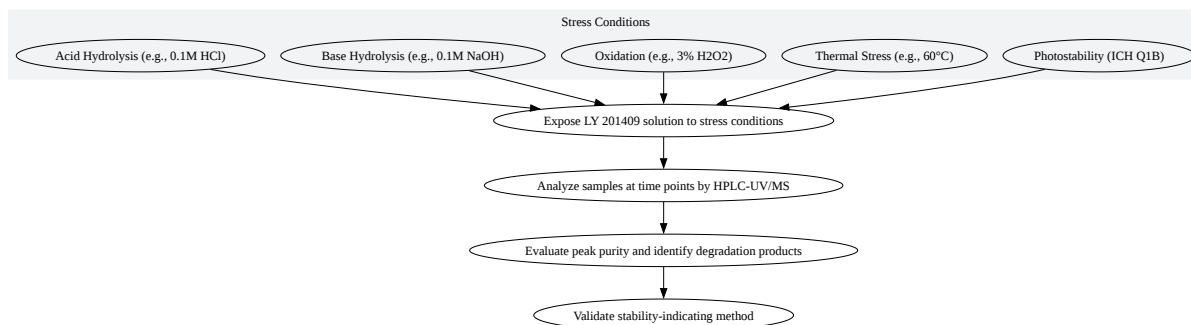 Stress Conditions
Acid Hydrolysis (e.g., 0.1M HCl)
Base Hydrolysis (e.g., 0.1M NaOH)
Oxidation (e.g., 3% H2O2)
Thermal Stress (e.g., 60°C)
Photostability (ICH Q1B)
Expose LY 201409 solution to stress conditions
Analyze samples at time points by HPLC-UV/MS
Evaluate peak purity and identify degradation products
Validate stability-indicating method